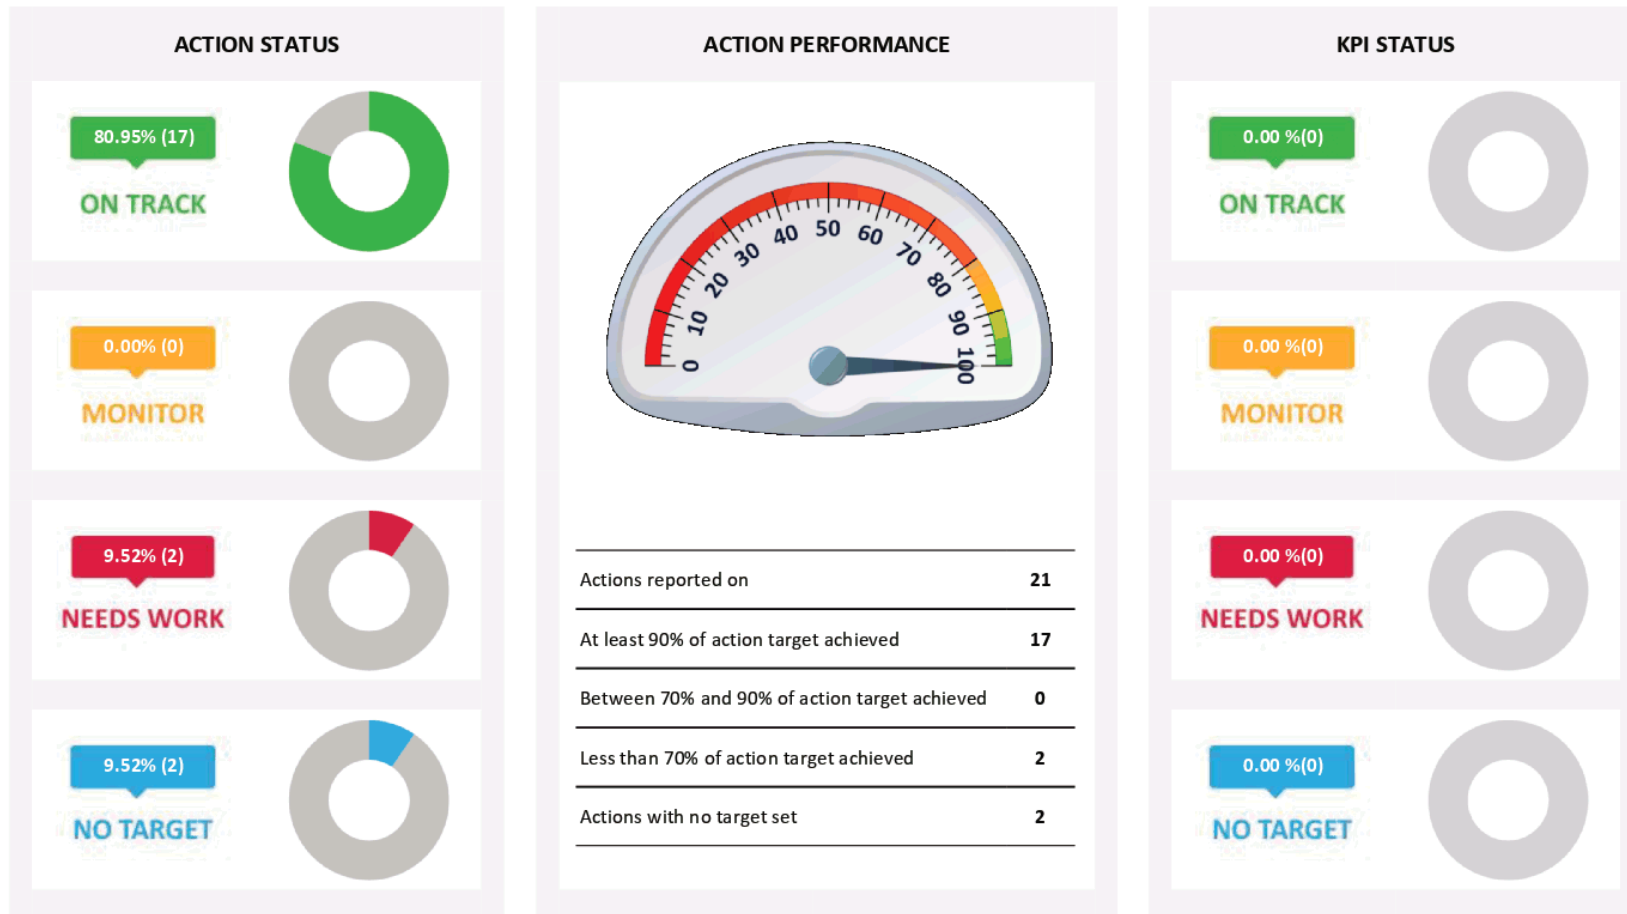 ACTION STATUS
80.95% (17)
ON TRACK
0.00% (0)
MONITOR
9.52% (2)
NEEDS WORK
9.52% (2)
NO TARGET
ACTION PERFORMANCE
0 10 20 30 40 50 60 70 80 90 100
Actions reported on 21
At least 90% of action target achieved 17
Between 70% and 90% of action target achieved 0
Less than 70% of action target achieved 2
Actions with no target set 2
KPI STATUS
0.00 %(0)
ON TRACK
0.00 %(0)
MONITOR
0.00 %(0)
NEEDS WORK
0.00 %(0)
NO TARGET